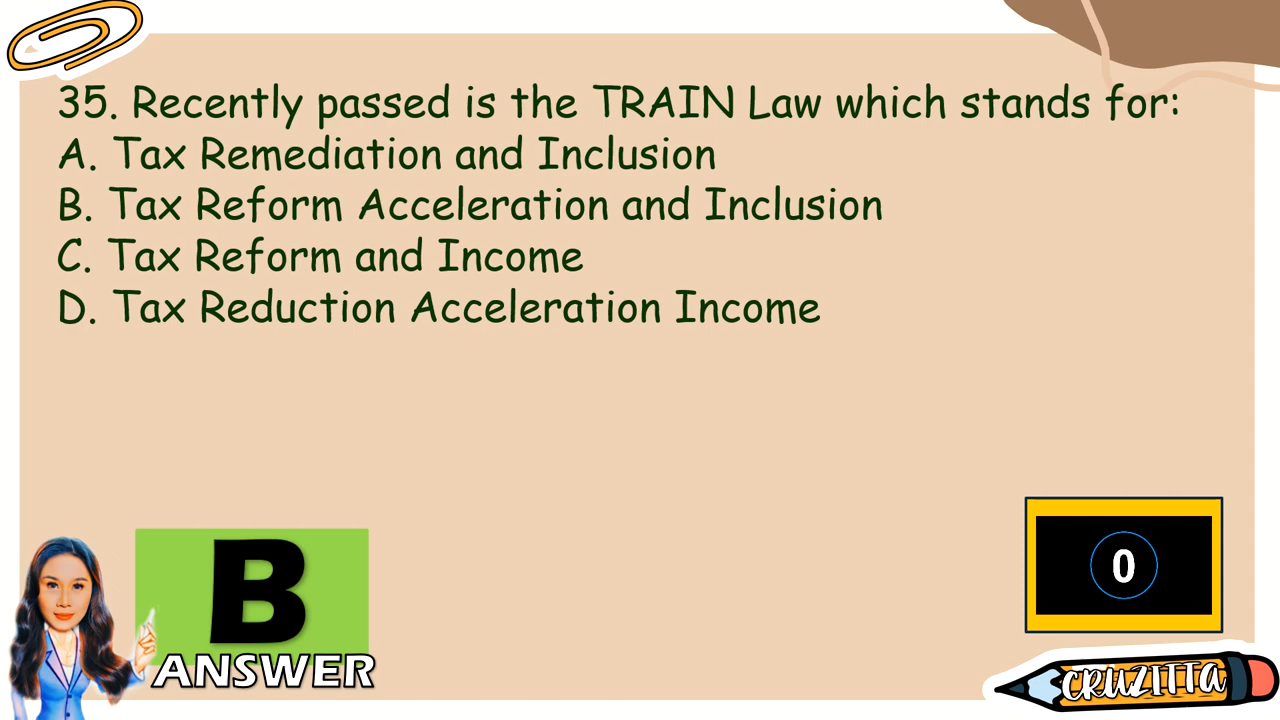 35. Recently passed is the TRAIN Law which stands for:
A. Tax Remediation and Inclusion
B. Tax Reform Acceleration and Inclusion
C. Tax Reform and Income
D. Tax Reduction Acceleration Income
B
ANSWER
0
CRUZITTA